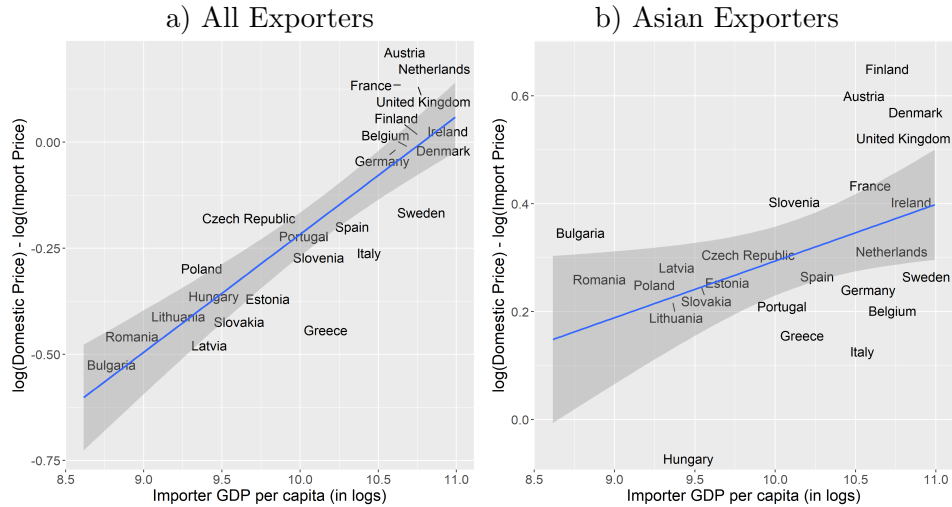 a) All Exporters
log(Domestic Price) - log(Import Price)
0.00
-0.25
-0.50
-0.75
Austria
Netherlands
France
United Kingdom
Finland
Ireland
Belgium
Denmark
Germany
Sweden
Czech Republic
Spain
Portugal
Italy
Slovenia
Poland
Hungary
Estonia
Lithuania
Slovakia
Greece
Romania
Latvia
Bulgaria
8.5 9.0 9.5 10.0 10.5 11.0
Importer GDP per capita (in logs)
b) Asian Exporters
log(Domestic Price) - log(Import Price)
0.6
0.4
0.2
0.0
Finland
Austria
Denmark
United Kingdom
France
Slovenia
Ireland
Bulgaria
Netherlands
Czech Republic
Latvia
Romania
Spain
Sweden
Estonia
Latvia
Germany
Slovakia
Portugal
Belgium
Lithuania
Greece
Italy
Hungary
8.5 9.0 9.5 10.0 10.5 11.0
Importer GDP per capita (in logs)